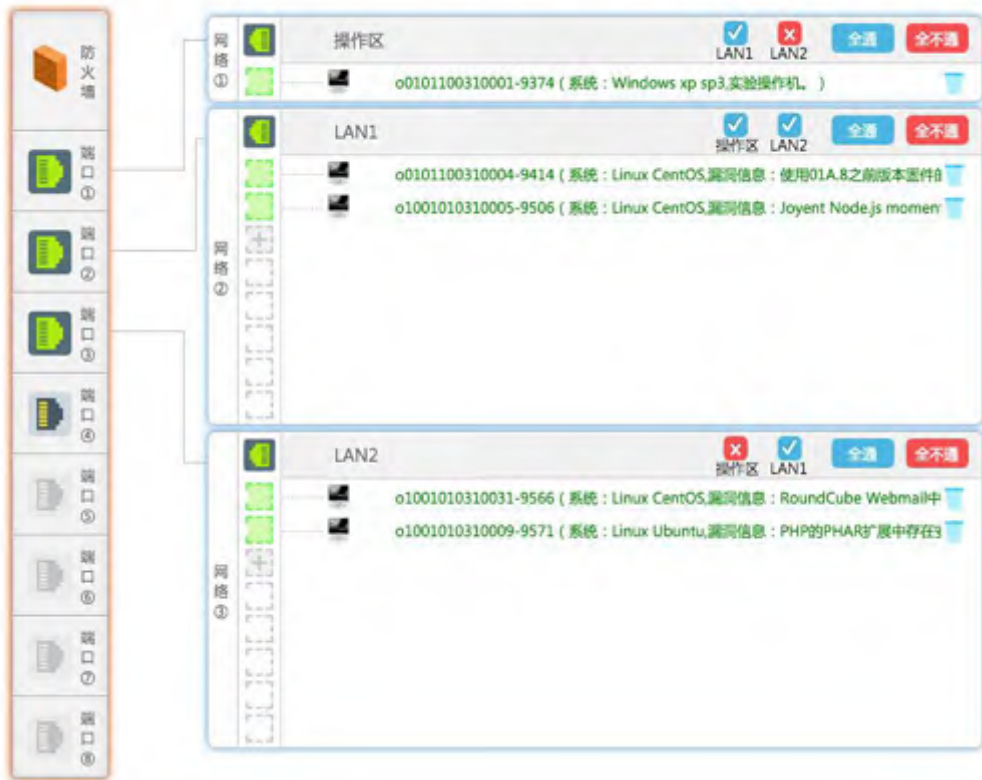 防火墙
端口①
端口②
端口③
端口④
端口⑤
端口⑥
端口⑦
端口⑧
网络①
操作区
LAN1 LAN2
全通 全不通
o0101100310001-9374 ( 系统：Windows xp sp3,实验操作机。 )
网络②
LAN1
操作区 LAN2
全通 全不通
o0101100310004-9414 ( 系统：Linux CentOS,漏洞信息：使用01A.8之前版本固件的
o1001010310005-9506 ( 系统：Linux CentOS,漏洞信息：Joyent Node.js momen
网络③
LAN2
操作区 LAN1
全通 全不通
o1001010310031-9566 ( 系统：Linux CentOS,漏洞信息：RoundCube Webmail中
o1001010310009-9571 ( 系统：Linux Ubuntu,漏洞信息：PHP的PHAR扩展中存在